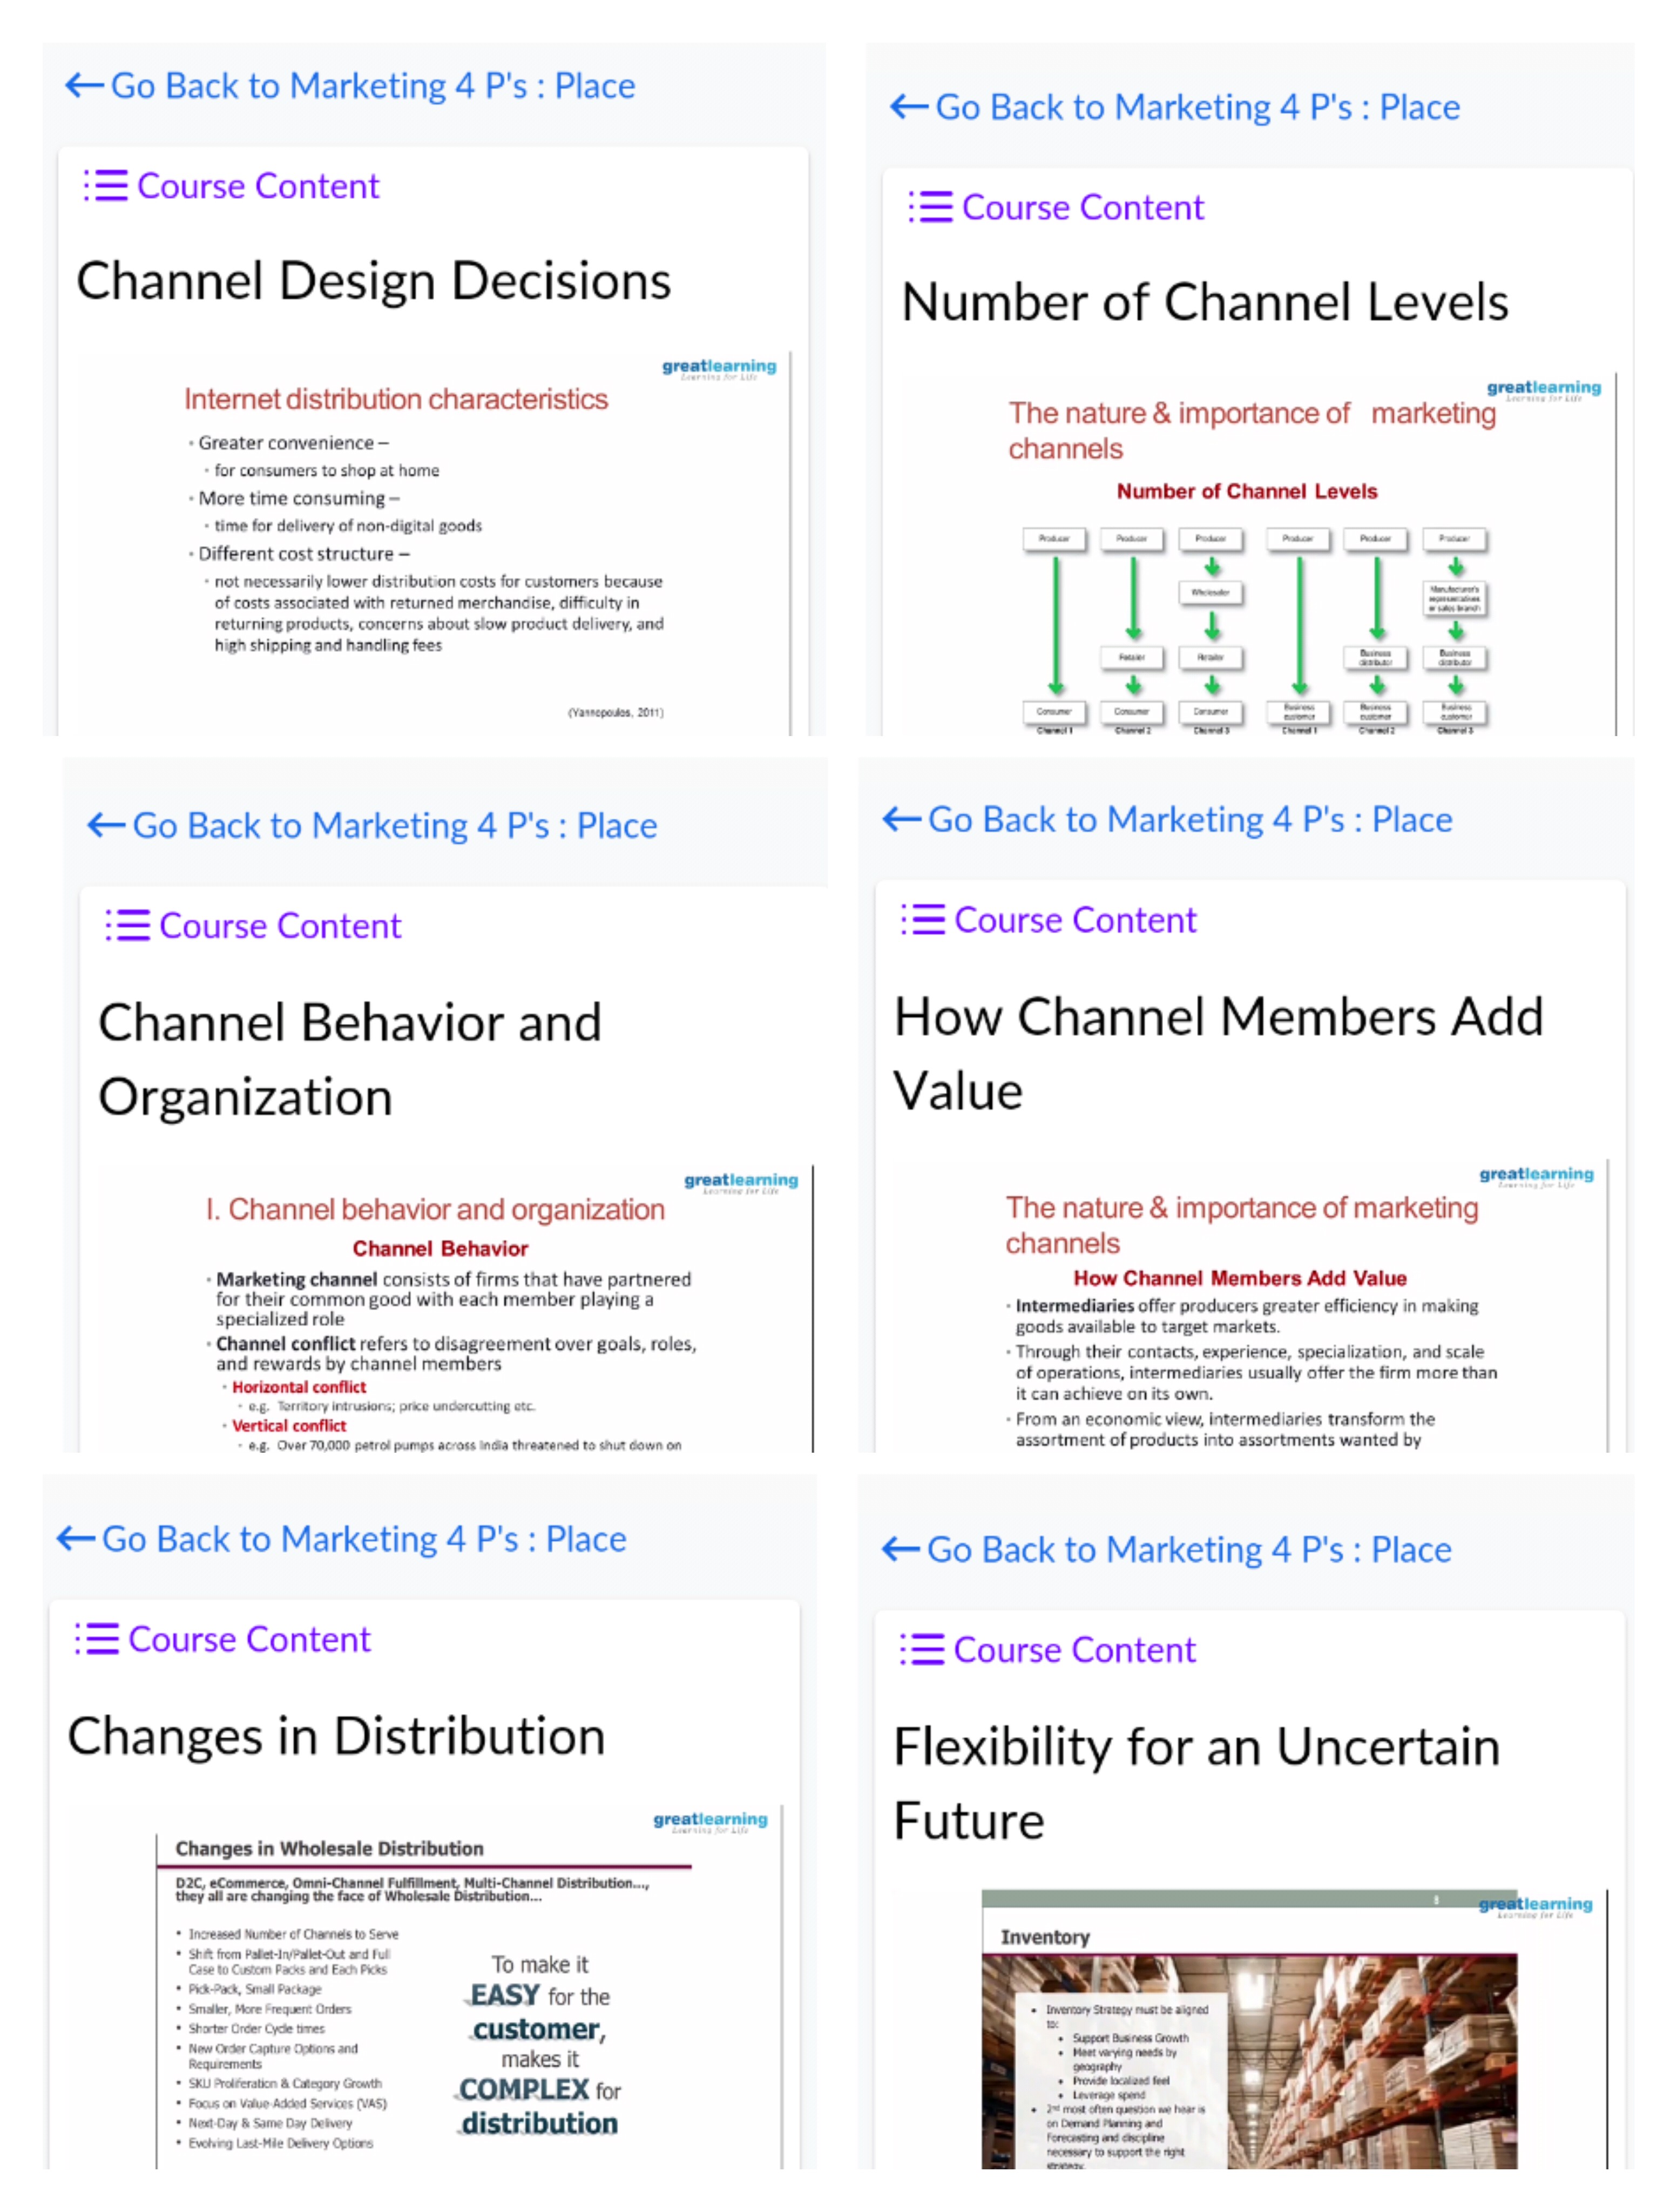 ← Go Back to Marketing 4 P's : Place
Course Content
Channel Design Decisions
greatlearning
Learning for Life
Internet distribution characteristics
• Greater convenience –
• for consumers to shop at home
• More time consuming –
• time for delivery of non-digital goods
• Different cost structure –
• not necessarily lower distribution costs for customers because
of costs associated with returned merchandise, difficulty in
returning products, concerns about slow product delivery, and
high shipping and handling fees
(Yannopoulos, 2011)
← Go Back to Marketing 4 P's : Place
Course Content
Number of Channel Levels
greatlearning
Learning for Life
The nature & importance of marketing
channels
Number of Channel Levels
Producer Producer Producer Producer Producer Producer
Wholesaler
Manufacturer's
representatives
or sales branch
Retailer Retailer Business
distributor Business
distributor
Consumer Consumer Consumer Business
customer Business
customer Business
customer
Channel 1 Channel 2 Channel 3 Channel 1 Channel 2 Channel 3
← Go Back to Marketing 4 P's : Place
Course Content
Channel Behavior and
Organization
greatlearning
Learning for Life
I. Channel behavior and organization
Channel Behavior
• Marketing channel consists of firms that have partnered
for their common good with each member playing a
specialized role
• Channel conflict refers to disagreement over goals, roles,
and rewards by channel members
• Horizontal conflict
• e.g. Territory intrusions; price undercutting etc.
• Vertical conflict
• e.g. Over 70,000 petrol pumps across India threatened to shut down on
← Go Back to Marketing 4 P's : Place
Course Content
How Channel Members Add
Value
greatlearning
Learning for Life
The nature & importance of marketing
channels
How Channel Members Add Value
• Intermediaries offer producers greater efficiency in making
goods available to target markets.
• Through their contacts, experience, specialization, and scale
of operations, intermediaries usually offer the firm more than
it can achieve on its own.
• From an economic view, intermediaries transform the
assortment of products into assortments wanted by
← Go Back to Marketing 4 P's : Place
Course Content
Changes in Distribution
greatlearning
Learning for Life
Changes in Wholesale Distribution
D2C, eCommerce, Omni-Channel Fulfillment, Multi-Channel Distribution...,
they all are changing the face of Wholesale Distribution...
• Increased Number of Channels to Serve
• Shift from Pallet-In/Pallet-Out and Full
Case to Custom Packs and Each Picks
• Pick-Pack, Small Package
• Smaller, More Frequent Orders
• Shorter Order Cycle times
• New Order Capture Options and
Requirements
• SKU Proliferation & Category Growth
• Focus on Value-Added Services (VAS)
• Next-Day & Same Day Delivery
• Evolving Last-Mile Delivery Options
To make it
EASY for the
customer,
makes it
COMPLEX for
distribution
← Go Back to Marketing 4 P's : Place
Course Content
Flexibility for an Uncertain
Future
greatlearning
Learning for Life
Inventory
• Inventory Strategy must be aligned
to:
• Support Business Growth
• Meet varying needs by
geography
• Provide localized feel
• Leverage spend
• 2nd most often question we hear is
on Demand Planning and
Forecasting and discipline
necessary to support the right
strategy.